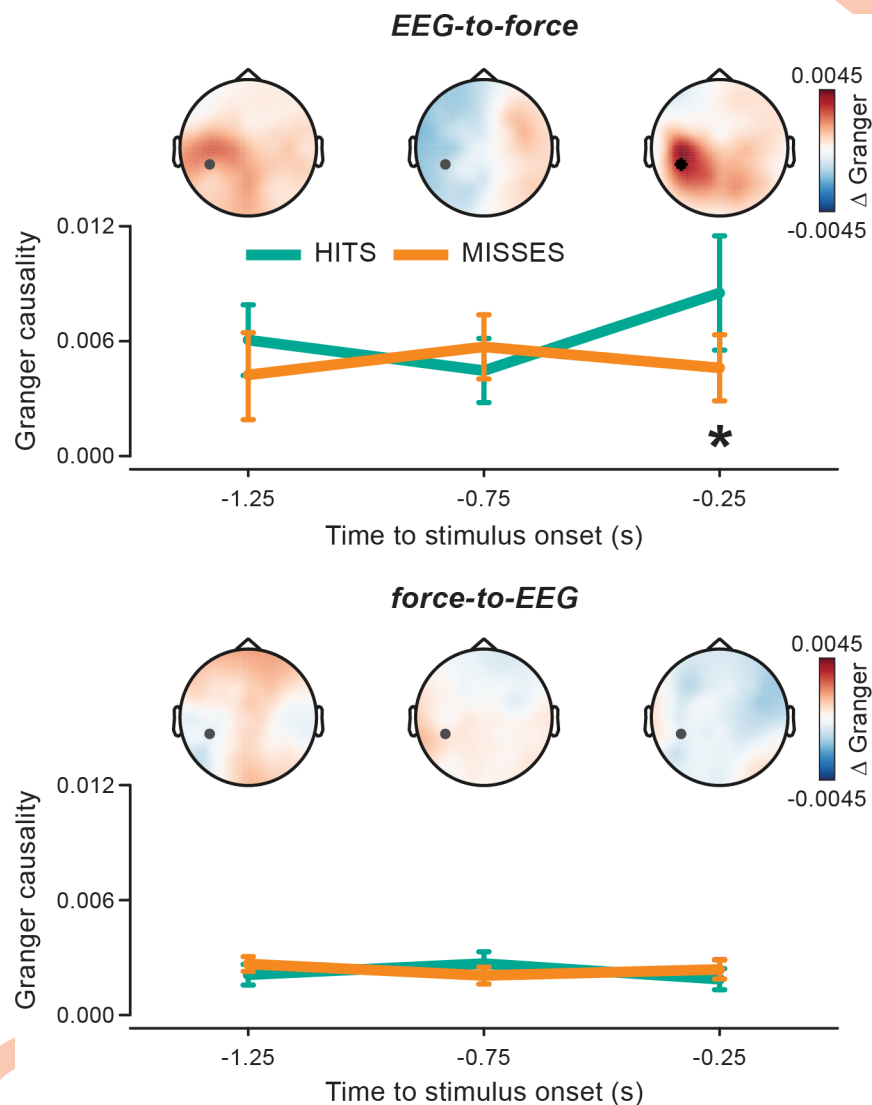 EEG-to-force
0.0045
Δ Granger
-0.0045
0.012
HITS
MISSES
Granger causality
0.006
0.000
*
-1.25
-0.75
-0.25
Time to stimulus onset (s)
force-to-EEG
0.0045
Δ Granger
-0.0045
0.012
Granger causality
0.006
0.000
-1.25
-0.75
-0.25
Time to stimulus onset (s)